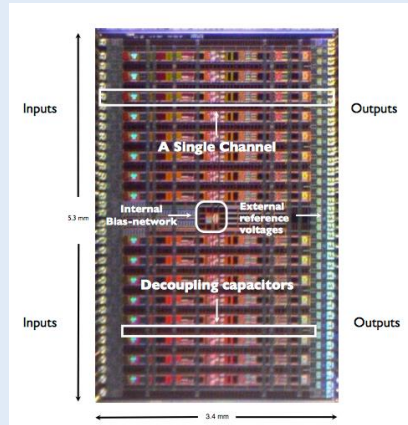 Inputs
Outputs
A Single Channel
Internal
Bias-network
External
reference
voltages
5.3 mm
Decoupling capacitors
Inputs
Outputs
3.4 mm